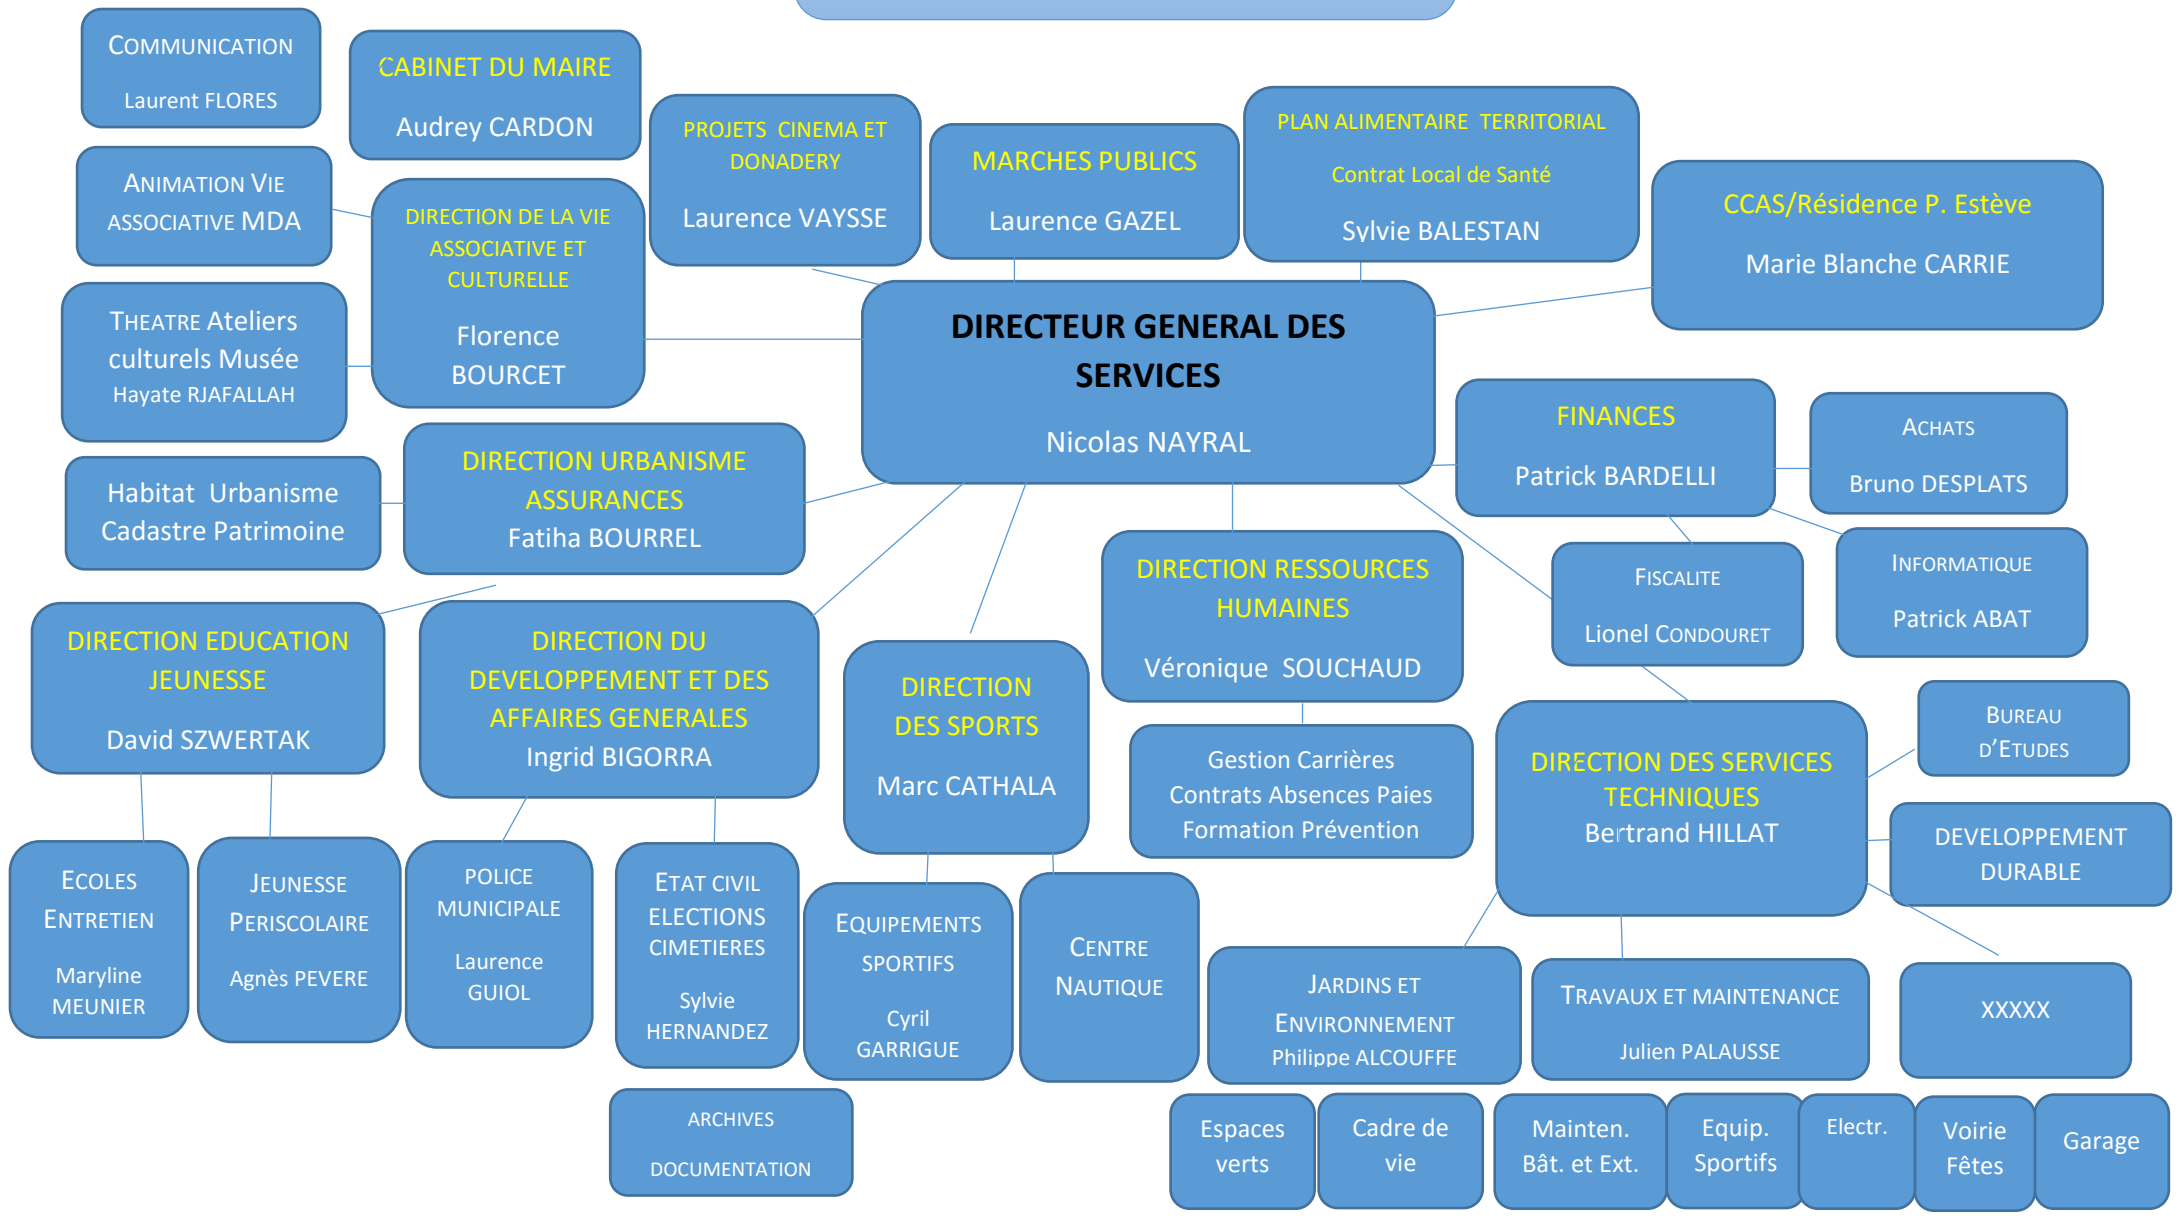 COMMUNICATION
Laurent FLORES
CABINET DU MAIRE
Audrey CARDON
PROJETS CINEMA ET
DONADERY
Laurence VAYSSE
MARCHES PUBLICS
Laurence GAZEL
PLAN ALIMENTAIRE TERRITORIAL
Contrat Local de Santé
Sylvie BALESTAN
CCAS/Résidence P. Estève
Marie Blanche CARRIE
ANIMATION VIE
ASSOCIATIVE MDA
DIRECTION DE LA VIE
ASSOCIATIVE ET
CULTURELLE
Florence
BOURCET
THEATRE Ateliers
culturels Musée
Hayate RJAFALLAH
DIRECTEUR GENERAL DES
SERVICES
Nicolas NAYRAL
FINANCES
Patrick BARDELLI
ACHATS
Bruno DESPLATS
Habitat Urbanisme
Cadastre Patrimoine
DIRECTION URBANISME
ASSURANCES
Fatiha BOURREL
DIRECTION RESSOURCES
HUMAINES
Véronique SOUCHAUD
FISCALITE
Lionel CONDOURET
INFORMATIQUE
Patrick ABAT
DIRECTION EDUCATION
JEUNESSE
David SZWERTAK
DIRECTION DU
DEVELOPPEMENT ET DES
AFFAIRES GENERALES
Ingrid BIGORRA
DIRECTION
DES SPORTS
Marc CATHALA
Gestion Carrières
Contrats Absences Paies
Formation Prévention
DIRECTION DES SERVICES
TECHNIQUES
Bertrand HILLAT
BUREAU
D'ETUDES
DEVELOPPEMENT
DURABLE
ECOLES
ENTRETIEN
Maryline
MEUNIER
JEUNESSE
PERISCOLAIRE
Agnès PEVERE
POLICE
MUNICIPALE
Laurence
GUIOL
ETAT CIVIL
ELECTIONS
CIMETIERES
Sylvie
HERNANDEZ
EQUIPEMENTS
SPORTIFS
Cyril
GARRIGUE
CENTRE
NAUTIQUE
JARDINS ET
ENVIRONNEMENT
Philippe ALCOUFFE
TRAVAUX ET MAINTENANCE
Julien PALAUSSE
XXXXX
ARCHIVES
DOCUMENTATION
Espaces
verts
Cadre de
vie
Mainten.
Bât. et Ext.
Equip.
Sportifs
Electr.
Voirie
Fêtes
Garage